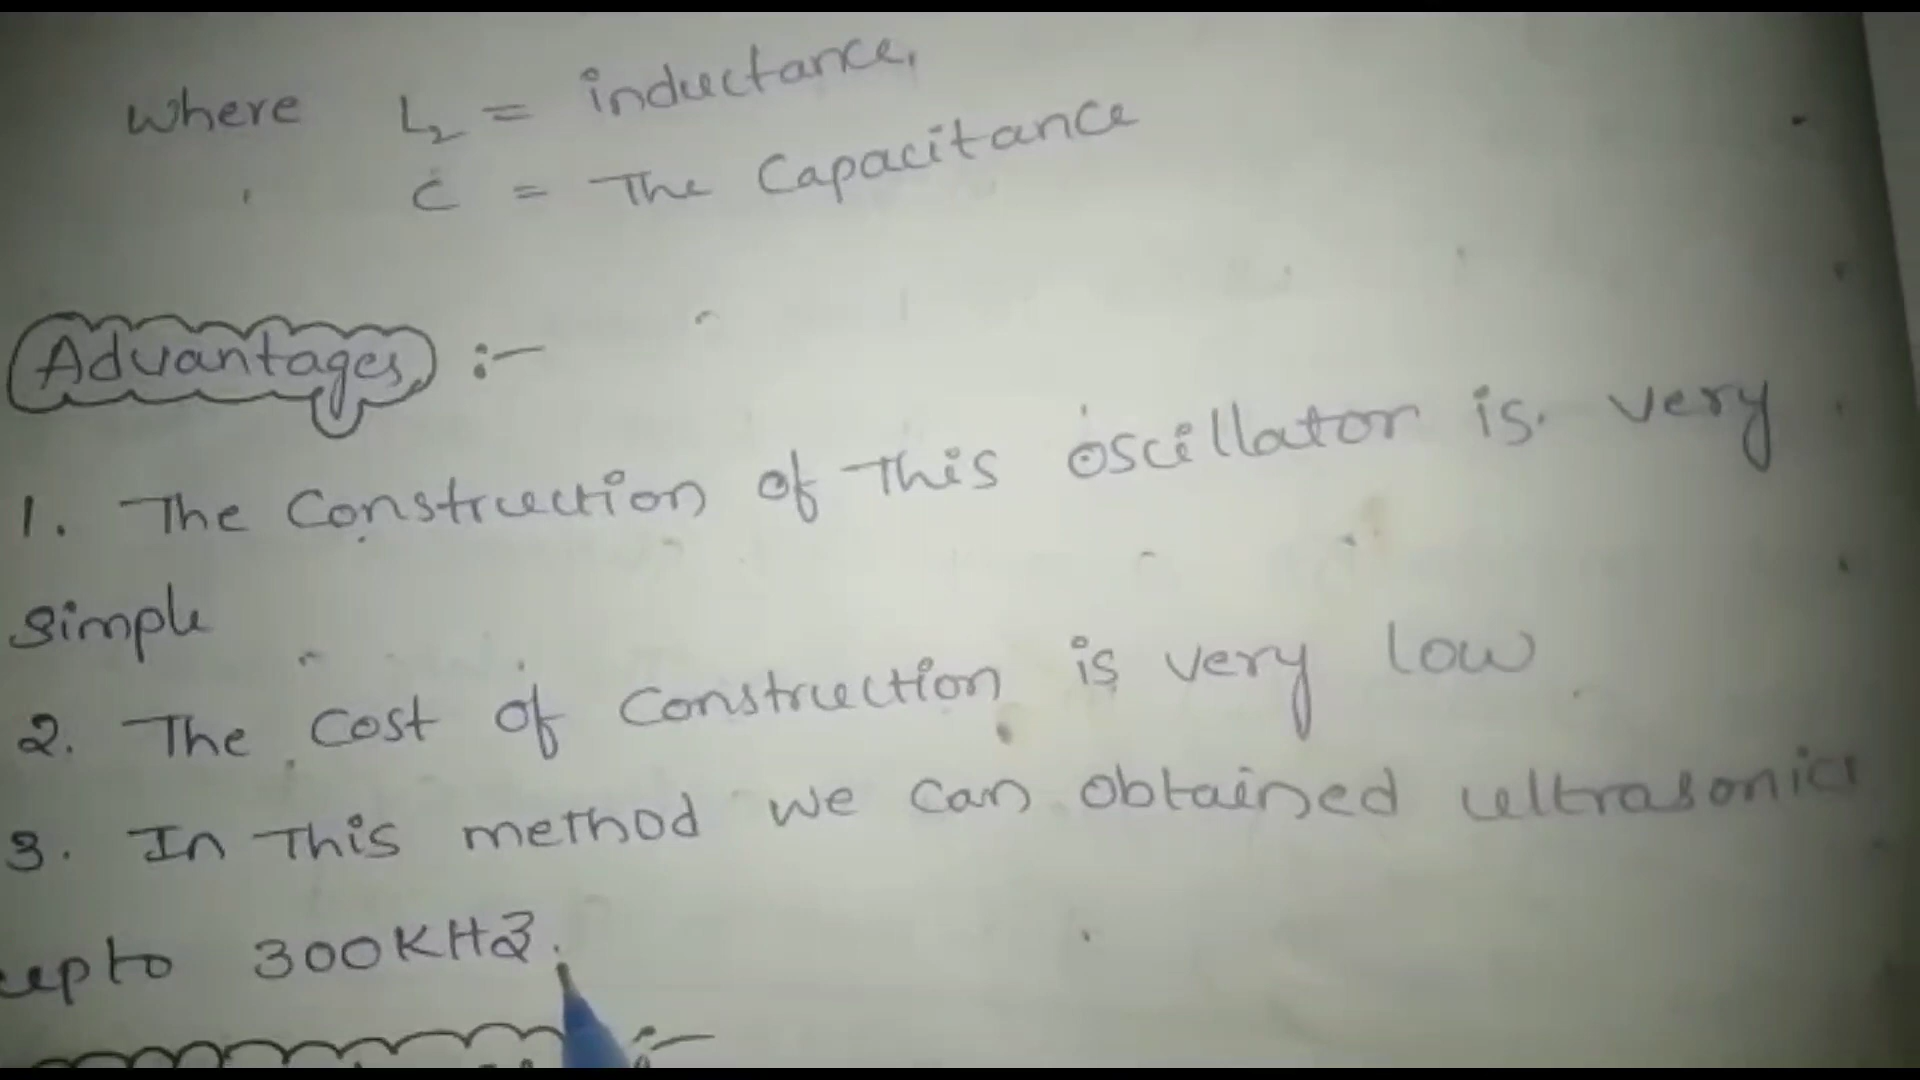 where L₂ = inductance,
C = The Capacitance
Advantages :-
1. The Construction of This oscillator is very
simple
2. The cost of construction is very low
3. In This method we can obtained ultrasonics
upto 300KHz.
:-